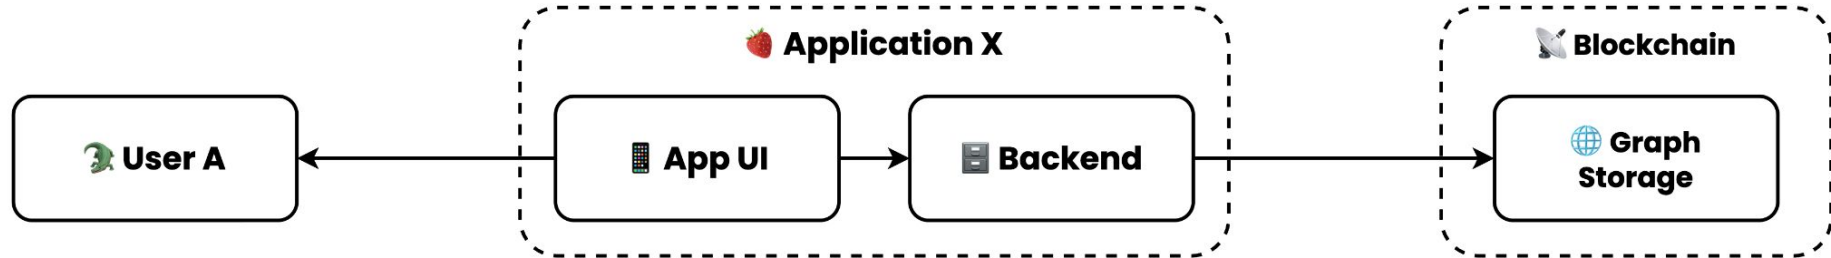 🍓 Application X
📡 Blockchain
🐊 User A
📱 App UI
🗄️ Backend
🌐 Graph
Storage